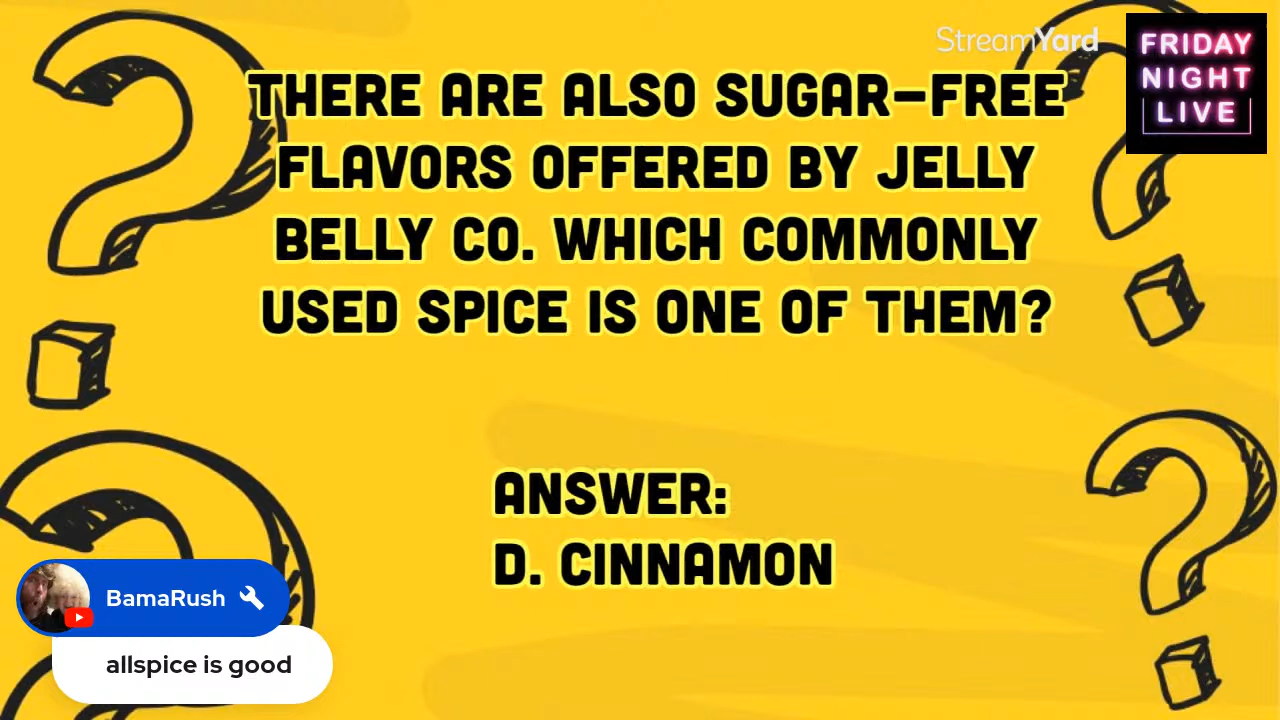 StreamYard
FRIDAY
NIGHT
LIVE
THERE ARE ALSO SUGAR-FREE
FLAVORS OFFERED BY JELLY
BELLY CO. WHICH COMMONLY
USED SPICE IS ONE OF THEM?
ANSWER:
D. CINNAMON
BamaRush
allspice is good